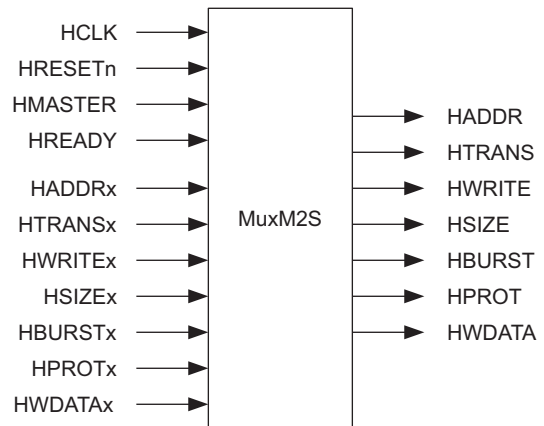 HCLK
HRESETn
HMASTER
HREADY
HADDRx
HTRANSx
HWRITEx
HSIZEx
HBURSTx
HPROTx
HWDATAx
MuxM2S
HADDR
HTRANS
HWRITE
HSIZE
HBURST
HPROT
HWDATA